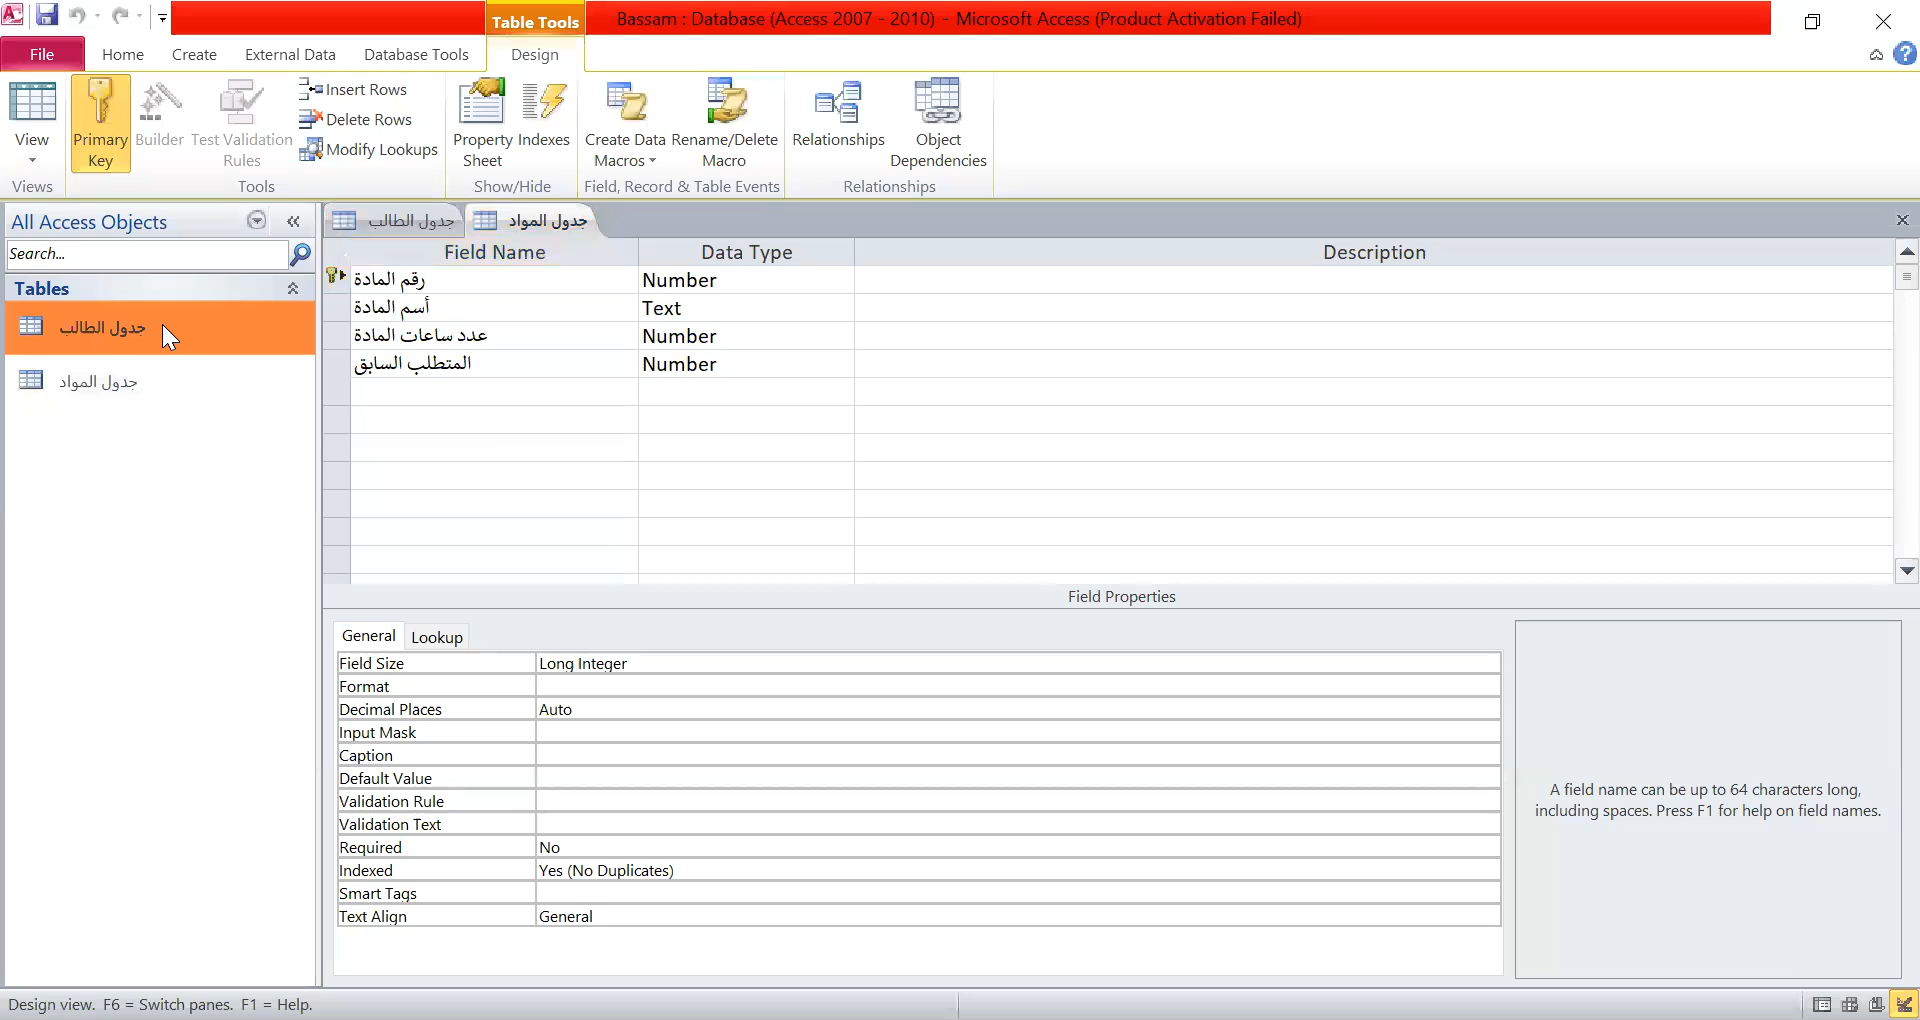 Table Tools
Bassam : Database (Access 2007 - 2010) - Microsoft Access (Product Activation Failed)
File
Home
Create
External Data
Database Tools
Design
View
Primary Key
Builder
Test Validation Rules
Insert Rows
Delete Rows
Modify Lookups
Property Sheet
Indexes
Create Data Macros
Rename/Delete Macro
Relationships
Object Dependencies
Views
Tools
Show/Hide
Field, Record & Table Events
Relationships
All Access Objects
Search...
Tables
جدول الطالب
جدول المواد
جدول الطالب
جدول المواد
Field Name
Data Type
Description
رقم المادة
Number
أسم المادة
Text
عدد ساعات المادة
Number
المتطلب السابق
Number
Field Properties
General
Lookup
Field Size
Long Integer
Format
Decimal Places
Auto
Input Mask
Caption
Default Value
Validation Rule
Validation Text
Required
No
Indexed
Yes (No Duplicates)
Smart Tags
Text Align
General
A field name can be up to 64 characters long,
including spaces. Press F1 for help on field names.
Design view. F6 = Switch panes. F1 = Help.